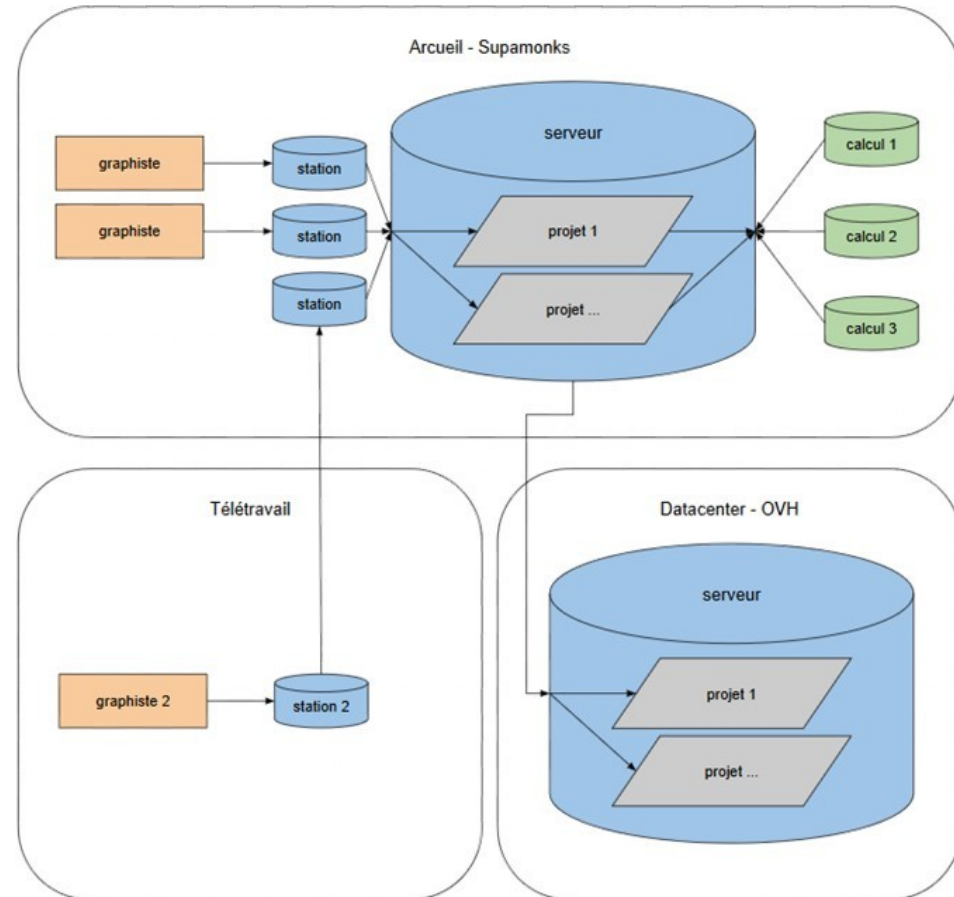 Arcueil - Supamonks
serveur
graphiste
station
calcul 1
graphiste
station
projet 1
calcul 2
station
projet ...
calcul 3
Télétravail
Datacenter - OVH
serveur
graphiste 2
station 2
projet 1
projet ...